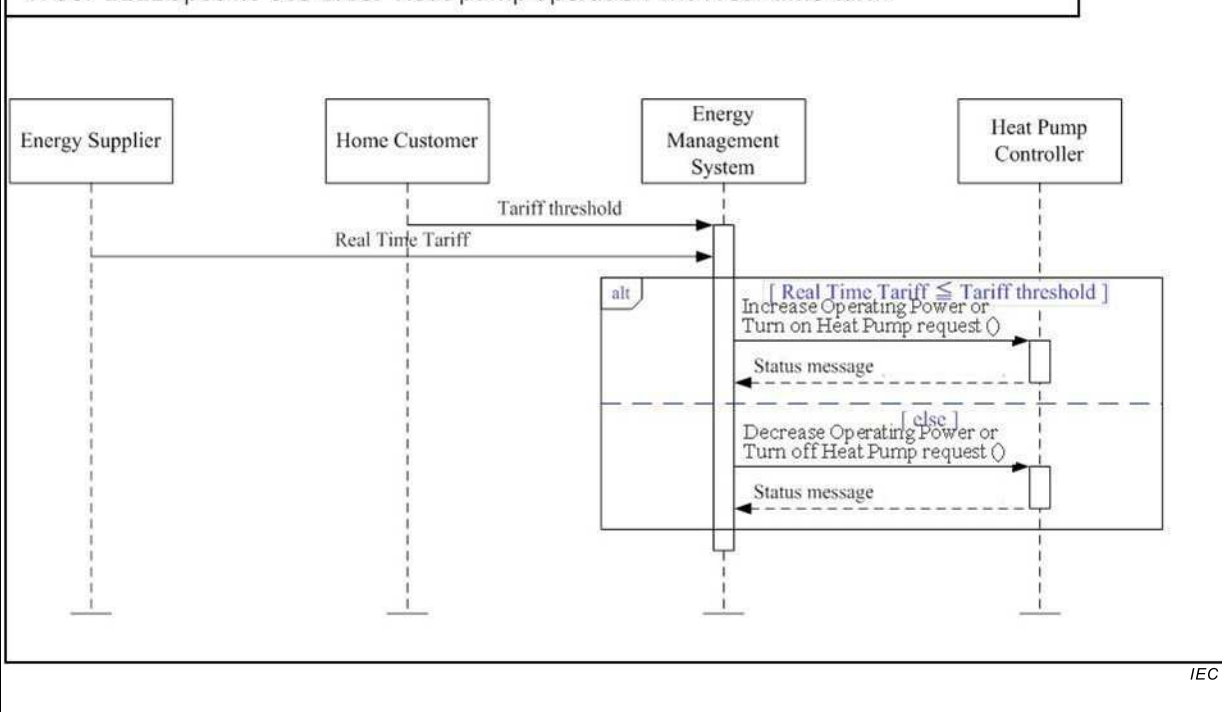 Energy Supplier
Home Customer
Energy
Management
System
Heat Pump
Controller
Tariff threshold
Real Time Tariff
alt
[ Real Time Tariff ≦ Tariff threshold ]
Increase Operating Power or
Turn on Heat Pump request ()
Status message
[ else ]
Decrease Operating Power or
Turn off Heat Pump request ()
Status message
IEC